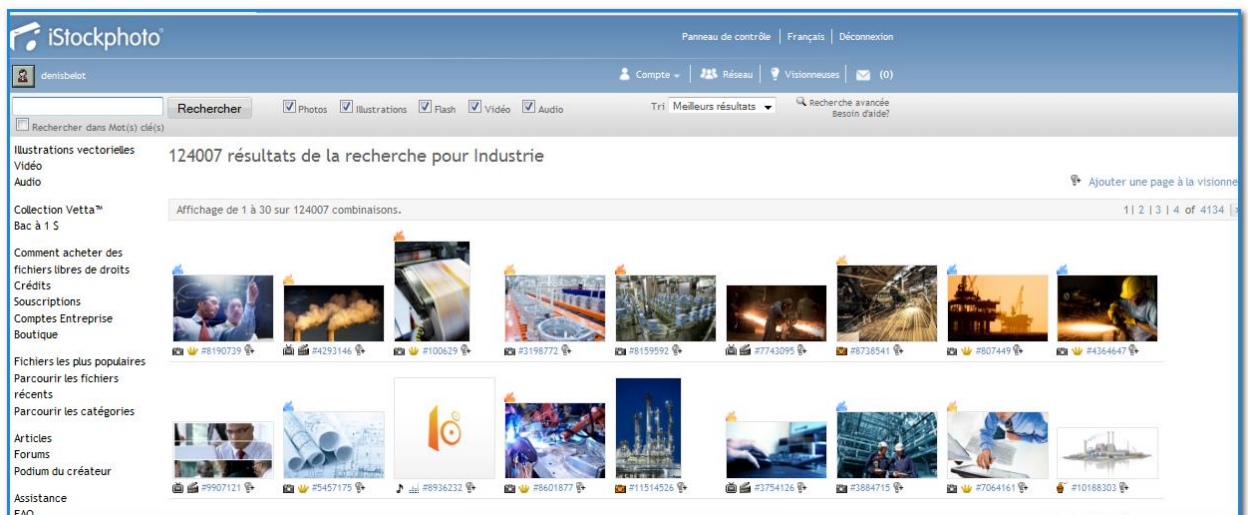 iStockphoto®
Panneau de contrôle | Français | Déconnexion
denisbelot
Compte | Réseau | Visionneuses | (0)
Rechercher
Photos Illustrations Flash Vidéo Audio
Tri Meilleurs résultats
Recherche avancée
Besoin d'aide?
Rechercher dans Mot(s) clé(s)
Illustrations vectorielles
Vidéo
Audio
Collection Vetta™
Bac à 1 $
Comment acheter des
fichiers libres de droits
Crédits
Souscriptions
Comptes Entreprise
Boutique
Fichiers les plus populaires
Parcourir les fichiers
récents
Parcourir les catégories
Articles
Forums
Podium du créateur
Assistance
FAQ
124007 résultats de la recherche pour Industrie
Ajouter une page à la visionne
Affichage de 1 à 30 sur 124007 combinaisons.
1 | 2 | 3 | 4 of 4134
#8190739 #4293146 #100629 #3198772 #8159592 #7743095 #8738541 #807449 #4364647
#9907121 #5457175 #8936232 #8601877 #11514526 #3754126 #3884715 #7064161 #10188303